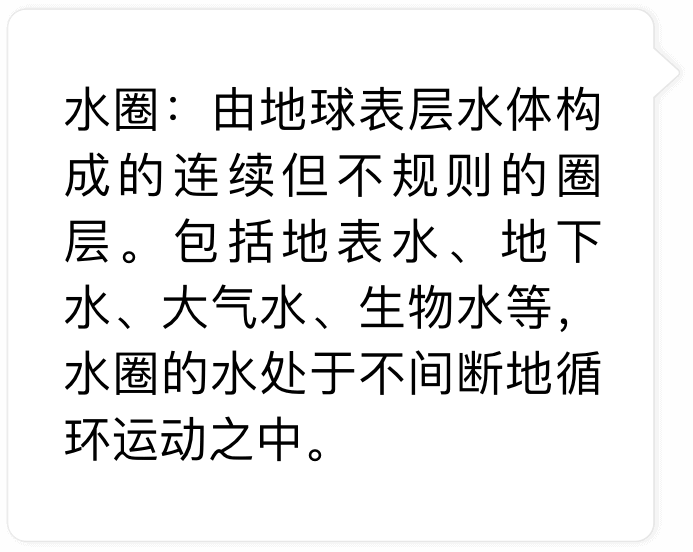 水圈：由地球表层水体构
成的连续但不规则的圈
层。包括地表水、地下
水、大气水、生物水等，
水圈的水处于不间断地循
环运动之中。